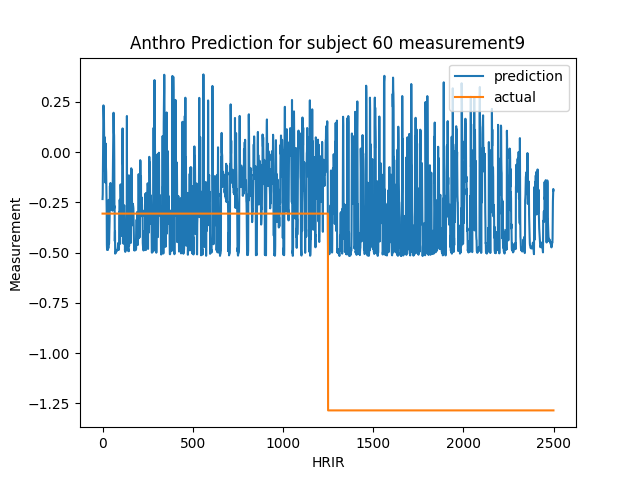 Anthro Prediction for subject 60 measurement9
prediction
actual
Measurement
0.25
0.00
−0.25
−0.50
−0.75
−1.00
−1.25
0
500
1000
1500
2000
2500
HRIR